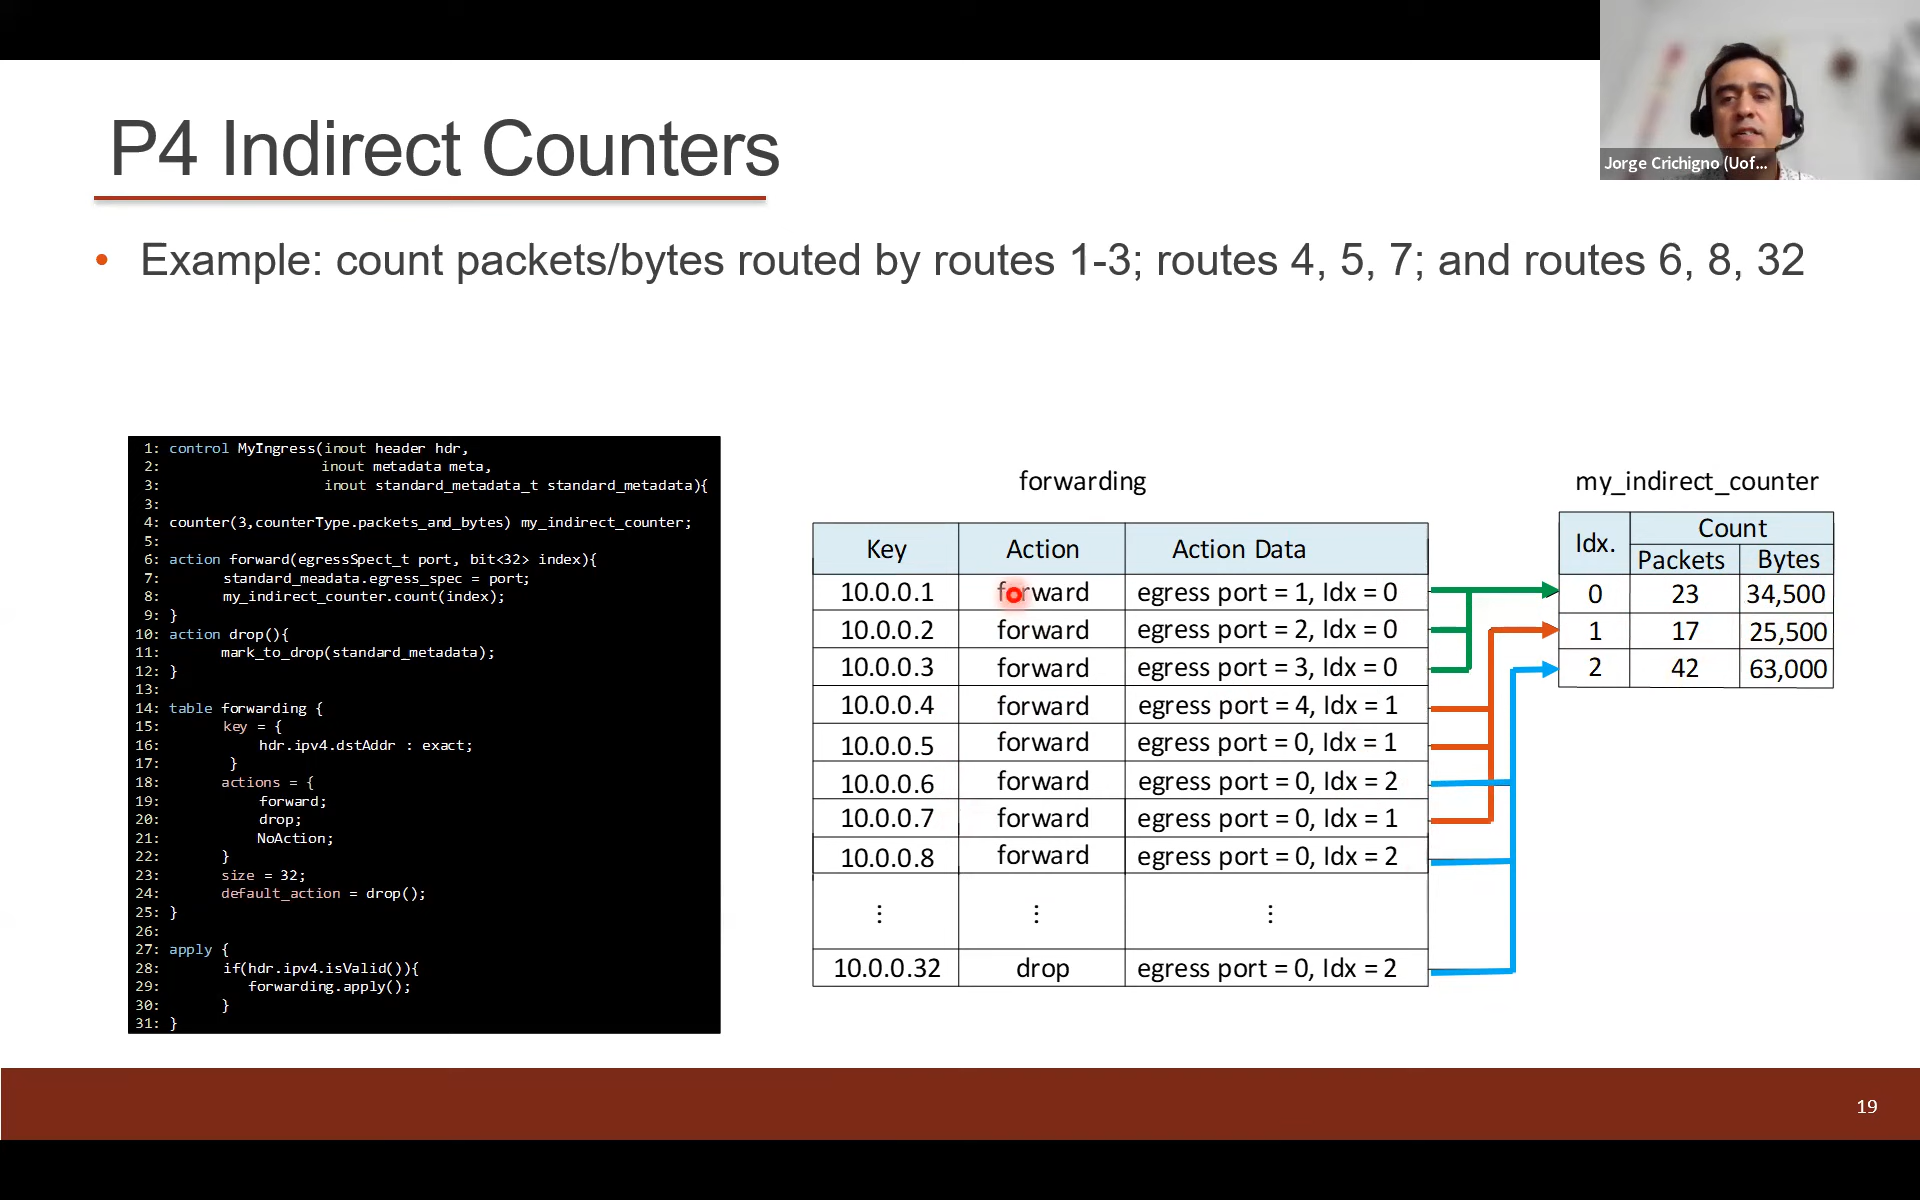 Jorge Crichigno (Uof...
P4 Indirect Counters
• Example: count packets/bytes routed by routes 1-3; routes 4, 5, 7; and routes 6, 8, 32
1: control MyIngress(inout header hdr,
2: inout metadata meta,
3: inout standard_metadata_t standard_metadata){
3:
4: counter(3,counterType.packets_and_bytes) my_indirect_counter;
5:
6: action forward(egressSpect_t port, bit<32> index){
7: standard_meadata.egress_spec = port;
8: my_indirect_counter.count(index);
9: }
10: action drop(){
11: mark_to_drop(standard_metadata);
12: }
13:
14: table forwarding {
15: key = {
16: hdr.ipv4.dstAddr : exact;
17: }
18: actions = {
19: forward;
20: drop;
21: NoAction;
22: }
23: size = 32;
24: default_action = drop();
25: }
26:
27: apply {
28: if(hdr.ipv4.isValid()){
29: forwarding.apply();
30: }
31: }
forwarding
Key Action Action Data
10.0.0.1 forward egress port = 1, Idx = 0
10.0.0.2 forward egress port = 2, Idx = 0
10.0.0.3 forward egress port = 3, Idx = 0
10.0.0.4 forward egress port = 4, Idx = 1
10.0.0.5 forward egress port = 0, Idx = 1
10.0.0.6 forward egress port = 0, Idx = 2
10.0.0.7 forward egress port = 0, Idx = 1
10.0.0.8 forward egress port = 0, Idx = 2
⋮ ⋮ ⋮
10.0.0.32 drop egress port = 0, Idx = 2
my_indirect_counter
Idx. Count
Packets Bytes
0 23 34,500
1 17 25,500
2 42 63,000
19